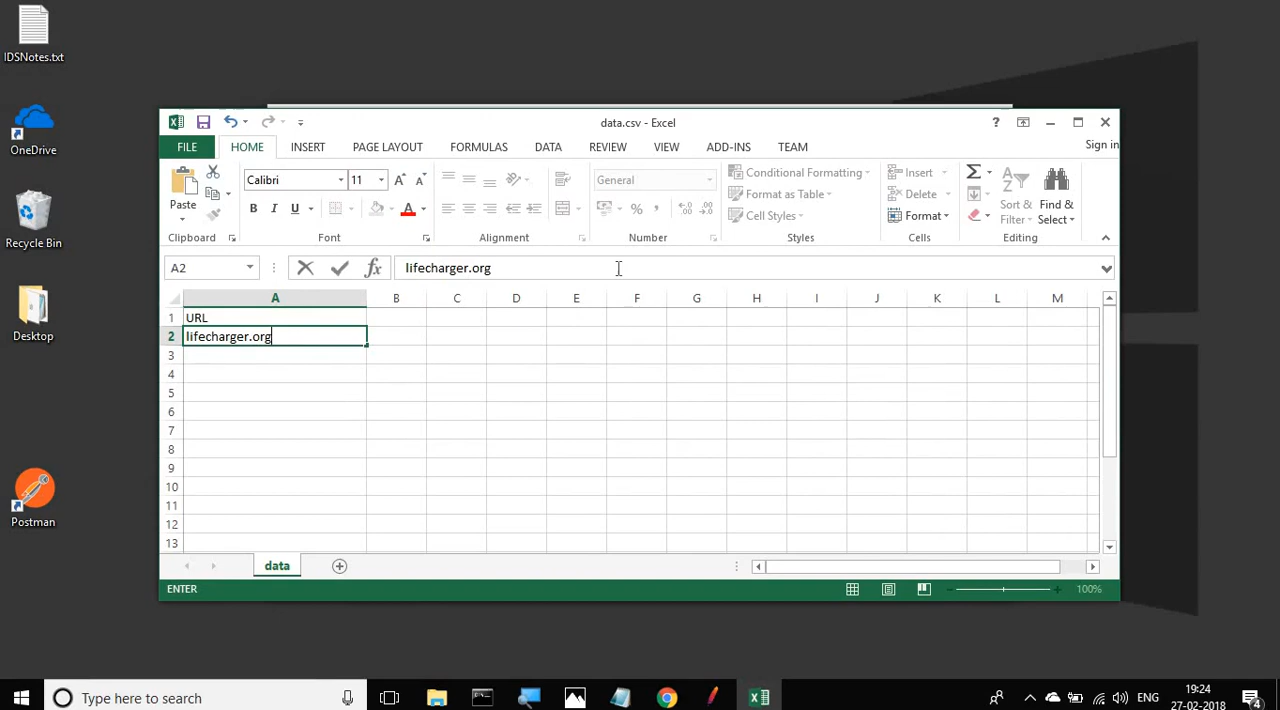 IDSNotes.txt
OneDrive
Recycle Bin
Desktop
Postman
data.csv - Excel
?
FILE HOME INSERT PAGE LAYOUT FORMULAS DATA REVIEW VIEW ADD-INS TEAM Sign in
Paste
Calibri 11
B I U A
General
% ,
Conditional Formatting
Format as Table
Cell Styles
Insert
Delete
Format
Sort & Filter
Find & Select
Clipboard Font Alignment Number Styles Cells Editing
A2 fx lifecharger.org
A B C D E F G H I J K L M
1 URL
2 lifecharger.org
3
4
5
6
7
8
9
10
11
12
13
data
ENTER 100%
Type here to search
ENG
19:24
27-02-2018
4